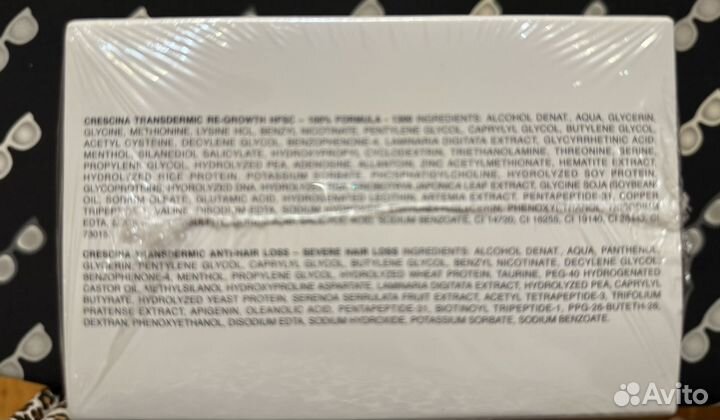 CRESCINA TRANSDERMIC RE-GROWTH HFSC – 100% FORMULA - 1300 INGREDIENTS: ALCOHOL DENAT., AQUA, GLYCERIN,
GLYCINE, METHIONINE, LYSINE HCL, BENZYL NICOTINATE, PENTYLENE GLYCOL, CAPRYLYL GLYCOL, BUTYLENE GLYCOL,
ACETYL CYSTEINE, DECYLENE GLYCOL, BENZOPHENONE-4, LAMINARIA DIGITATA EXTRACT, GLYCYRRHETINIC ACID
MENTHOL, SILANEDIOL SALICYLATE, HYDROXYPROPYL CYCLODEXTRIN, TRIETHANOLAMINE, THREONINE, SERINE,
PROPYLENE GLYCOL, HYDROLYZED PEA, ADENOSINE, ALLANTOIN, ZINC ACETYLMETHIONATE, HEMATITE EXTRACT,
HYDROLYZED RICE PROTEIN, POTASSIUM SORBATE, PHOSPHATIDYLCHOLINE, HYDROLYZED SOY PROTEIN,
GLYCOPROTEINS, HYDROLYZED DNA, JAPONICA LEAF EXTRACT, GLYCINE SOJA (SOYBEAN)
OIL, SODIUM OLEATE, GLUTAMIC ACID, HYDROLYZED EXTRACT, ARTEMIA EXTRACT, PENTAPEPTIDE-31, COPPER
TRIPEPTIDE VALINE, DISODIUM EDTA, SODIUM PHENOXYETHANOL,
EDTA, ACID, SODIUM BENZOATE, CI 14720, CI 19140, CI
73015.
CRESCINA TRANSDERMIC ANTI-HAIR LOSS – SEVERE HAIR LOSS INGREDIENTS: ALCOHOL DENAT., AQUA, PANTHENOL,
GLYCERIN, PENTYLENE GLYCOL, CAPRYLYL GLYCOL, BUTYLENE GLYCOL, BENZYL NICOTINATE, DECYLENE GLYCOL,
BENZOPHENONE-4, MENTHOL, PROPYLENE GLYCOL, HYDROLYZED WHEAT PROTEIN, TAURINE, PEG-40 HYDROGENATED
CASTOR OIL, METHYLSILANOL HYDROXYPROLINE ASPARTATE, LAMINARIA DIGITATA EXTRACT, HYDROLYZED PEA, CAPRYLYL
BUTYRATE, HYDROLYZED YEAST PROTEIN, SERENOA SERRULATA FRUIT EXTRACT, ACETYL TETRAPEPTIDE-3, TRIFOLIUM
PRATENSE EXTRACT, APIGENIN, OLEANOLIC ACID, PENTAPEPTIDE-31, BIOTINOYL TRIPEPTIDE-1, PPG-26-BUTETH-26,
DEXTRAN, PHENOXYETHANOL, DISODIUM EDTA, SODIUM HYDROXIDE, POTASSIUM SORBATE, SODIUM BENZOATE.
Avito